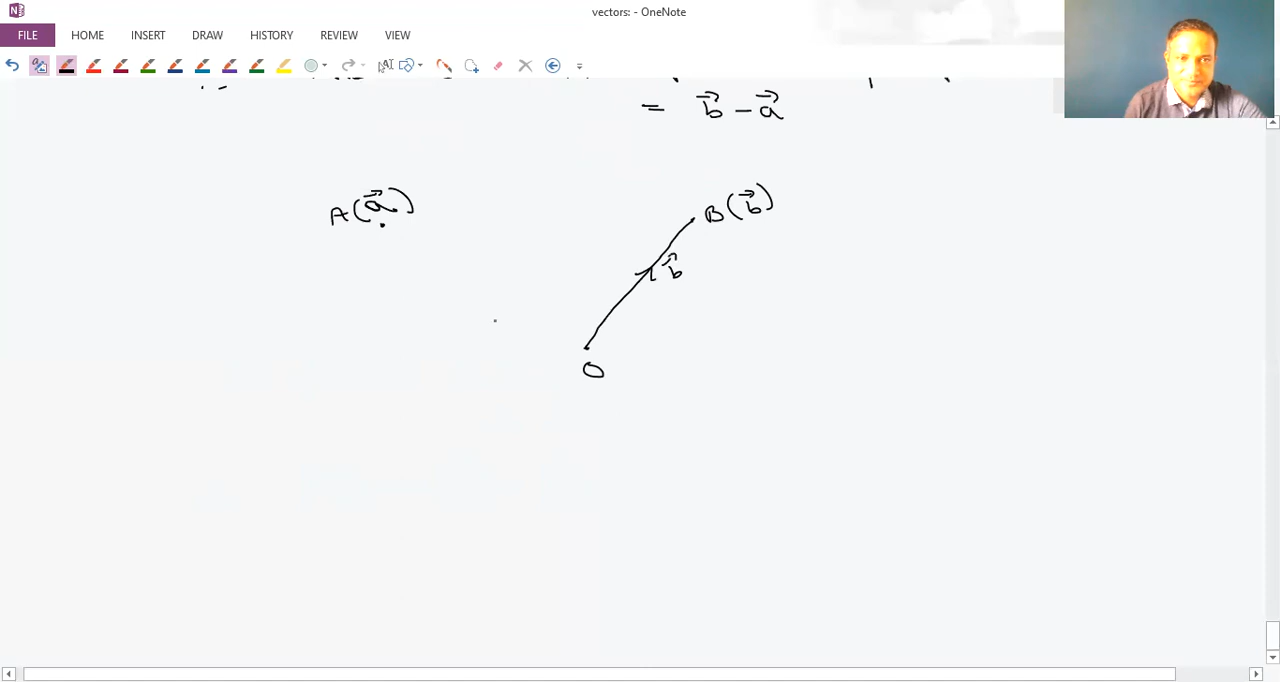 vectors: - OneNote
FILE HOME INSERT DRAW HISTORY REVIEW VIEW
= b⃗ - a⃗
A(a⃗) B(b⃗)
b⃗
O